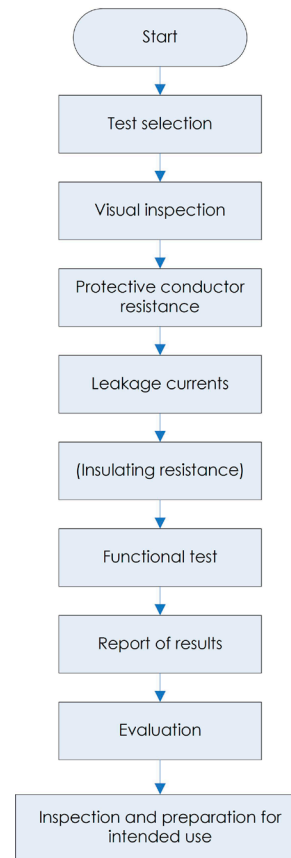 Start
Test selection
Visual inspection
Protective conductor
resistance
Leakage currents
(Insulating resistance)
Functional test
Report of results
Evaluation
Inspection and preparation for
intended use